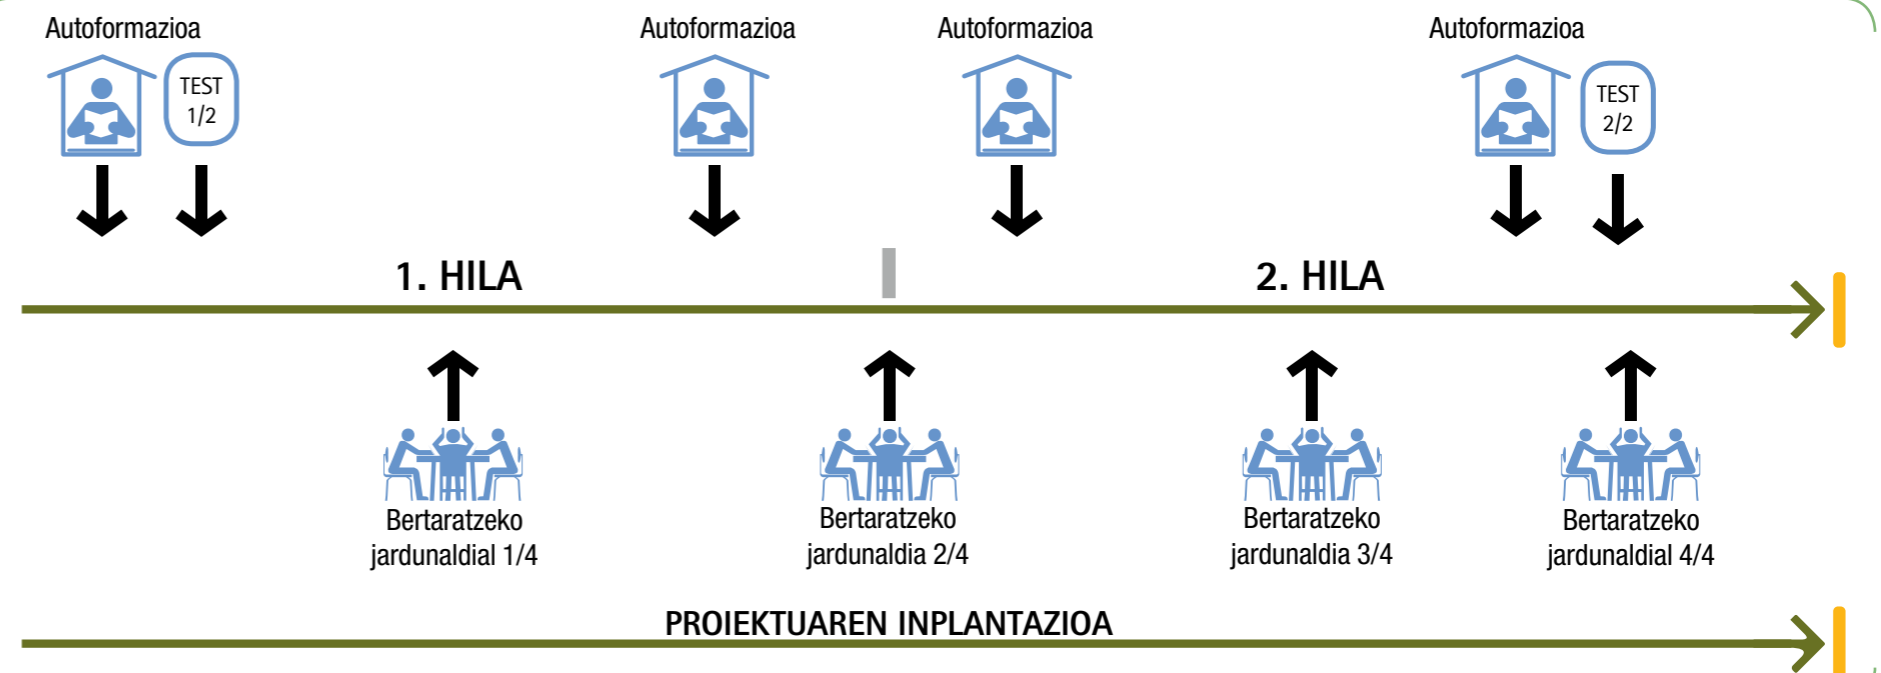 Autoformazioa
Autoformazioa
Autoformazioa
Autoformazioa
TEST
1/2
TEST
2/2
1. HILA
2. HILA
Bertaratzeko
jardunaldial 1/4
Bertaratzeko
jardunaldia 2/4
Bertaratzeko
jardunaldia 3/4
Bertaratzeko
jardunaldial 4/4
PROIEKTUAREN INPLANTAZIOA